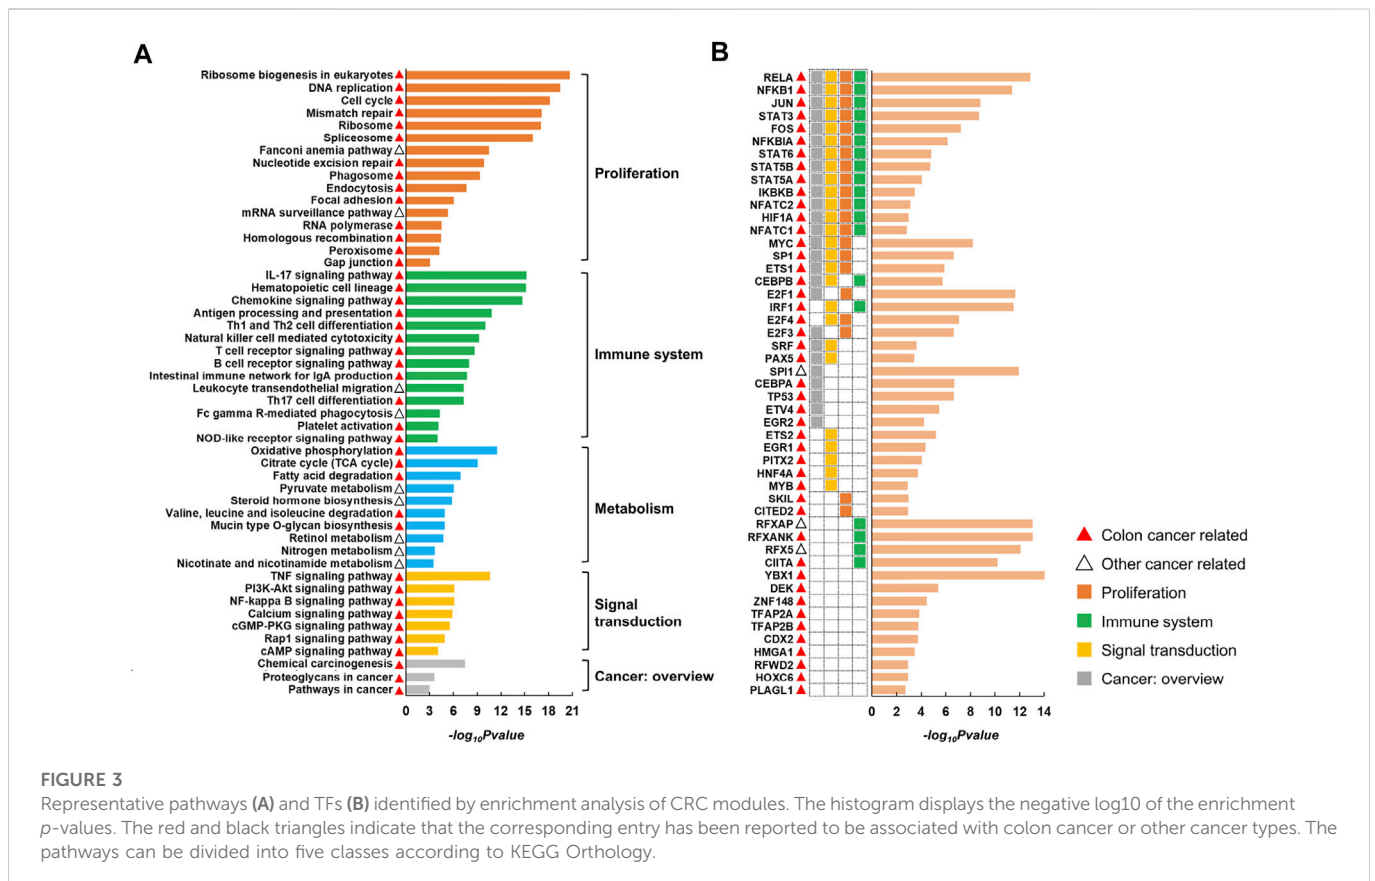 A
Ribosome biogenesis in eukaryotes
DNA replication
Cell cycle
Mismatch repair
Ribosome
Spliceosome
Fanconi anemia pathway
Nucleotide excision repair
Phagosome
Endocytosis
Focal adhesion
mRNA surveillance pathway
RNA polymerase
Homologous recombination
Peroxisome
Gap junction
Proliferation
IL-17 signaling pathway
Hematopoietic cell lineage
Chemokine signaling pathway
Antigen processing and presentation
Th1 and Th2 cell differentiation
Natural killer cell mediated cytotoxicity
T cell receptor signaling pathway
B cell receptor signaling pathway
Intestinal immune network for IgA production
Leukocyte transendothelial migration
Th17 cell differentiation
Fc gamma R-mediated phagocytosis
Platelet activation
NOD-like receptor signaling pathway
Immune system
Oxidative phosphorylation
Citrate cycle (TCA cycle)
Fatty acid degradation
Pyruvate metabolism
Steroid hormone biosynthesis
Valine, leucine and isoleucine degradation
Mucin type O-glycan biosynthesis
Retinol metabolism
Nitrogen metabolism
Nicotinate and nicotinamide metabolism
Metabolism
TNF signaling pathway
PI3K-Akt signaling pathway
NF-kappa B signaling pathway
Calcium signaling pathway
cGMP-PKG signaling pathway
Rap1 signaling pathway
cAMP signaling pathway
Signal
transduction
Chemical carcinogenesis
Proteoglycans in cancer
Pathways in cancer
Cancer: overview
0 3 6 9 12 15 18 21
-log10Pvalue
B
RELA
NFKB1
JUN
STAT3
FOS
NFKBIA
STAT6
STAT5B
STAT5A
IKBKB
NFATC2
HIF1A
NFATC1
MYC
SP1
ETS1
CEBPB
E2F1
IRF1
E2F4
E2F3
SRF
PAX5
SPI1
CEBPA
TP53
ETV4
EGR2
ETS2
EGR1
PITX2
HNF4A
MYB
SKIL
CITED2
RFXAP
RFXANK
RFX5
CIITA
YBX1
DEK
ZNF148
TFAP2A
TFAP2B
CDX2
HMGA1
RFWD2
HOXC6
PLAGL1
0 2 4 6 8 10 12 14
-log10Pvalue
Colon cancer related
Other cancer related
Proliferation
Immune system
Signal transduction
Cancer: overview
FIGURE 3
Representative pathways (A) and TFs (B) identified by enrichment analysis of CRC modules. The histogram displays the negative log10 of the enrichment
p-values. The red and black triangles indicate that the corresponding entry has been reported to be associated with colon cancer or other cancer types. The
pathways can be divided into five classes according to KEGG Orthology.